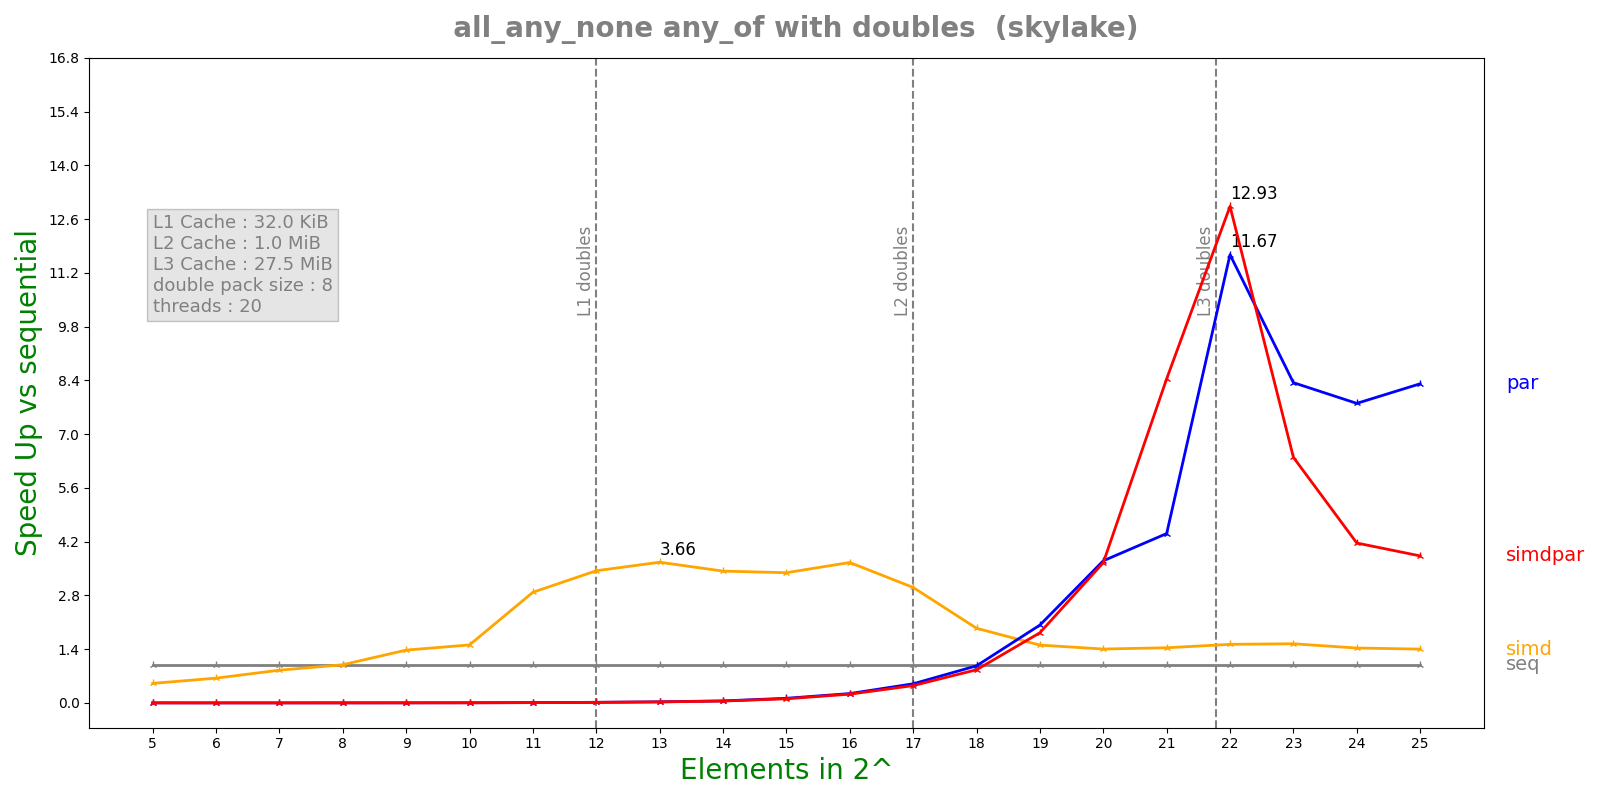 all_any_none any_of with doubles  (skylake)
Speed Up vs sequential
16.8
15.4
14.0
12.6
11.2
9.8
8.4
7.0
5.6
4.2
2.8
1.4
0.0
L1 Cache : 32.0 KiB
L2 Cache : 1.0 MiB
L3 Cache : 27.5 MiB
double pack size : 8
threads : 20
L1 doubles
L2 doubles
L3 doubles
12.93
11.67
3.66
par
simdpar
simd
seq
5 6 7 8 9 10 11 12 13 14 15 16 17 18 19 20 21 22 23 24 25
Elements in 2^